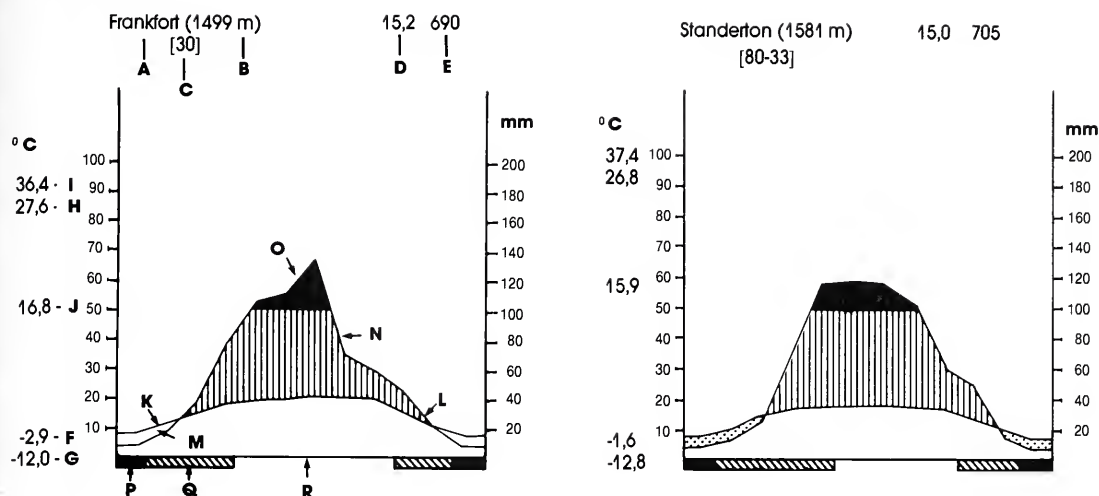 Frankfort (1499 m) 15,2 690
[30]
A B C D E
°C mm
100
36,4 - I 90
27,6 - H 80
70
60
16,8 - J 50
40
30
20
10
-2,9 - F
-12,0 - G
200
180
160
140
120
100
80
60
40
20
O
N
K
L
M
P Q R
Standerton (1581 m) 15,0 705
[80-33]
°C mm
37,4 100
26,8 90
80
70
60
15,9 50
40
30
20
10
-1,6
-12,8
200
180
160
140
120
100
80
60
40
20